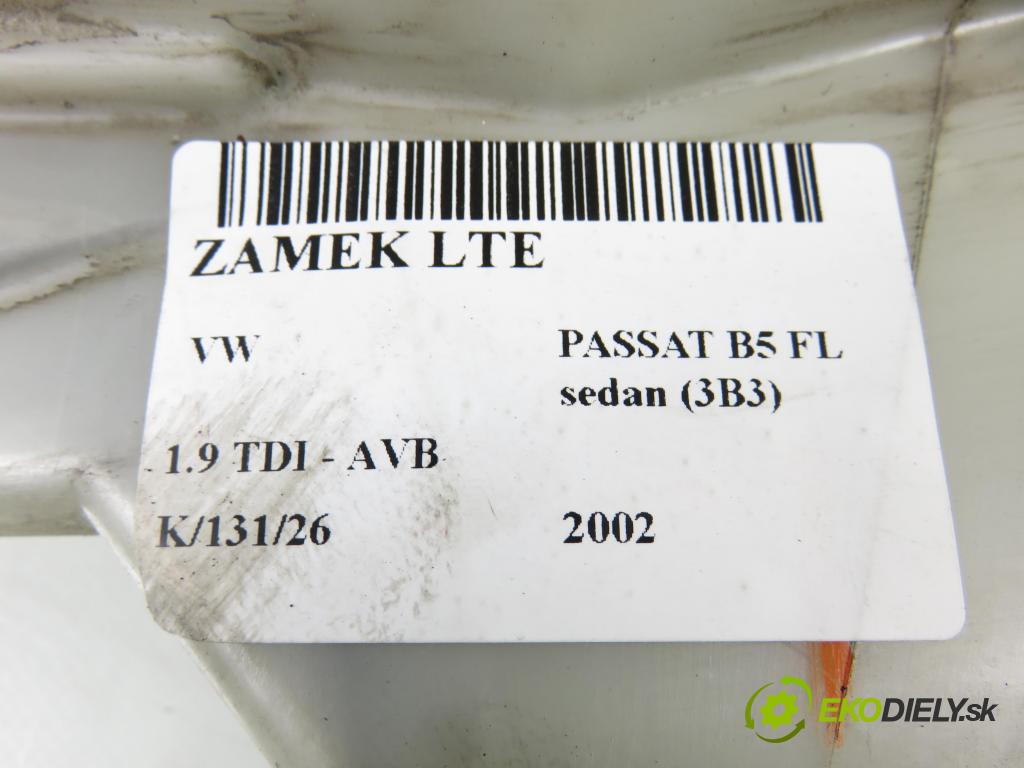 ZAMEK LTE
VW
PASSAT B5 FL
sedan (3B3)
1.9 TDI - AVB
K/131/26
2002
EKODIELY.sk